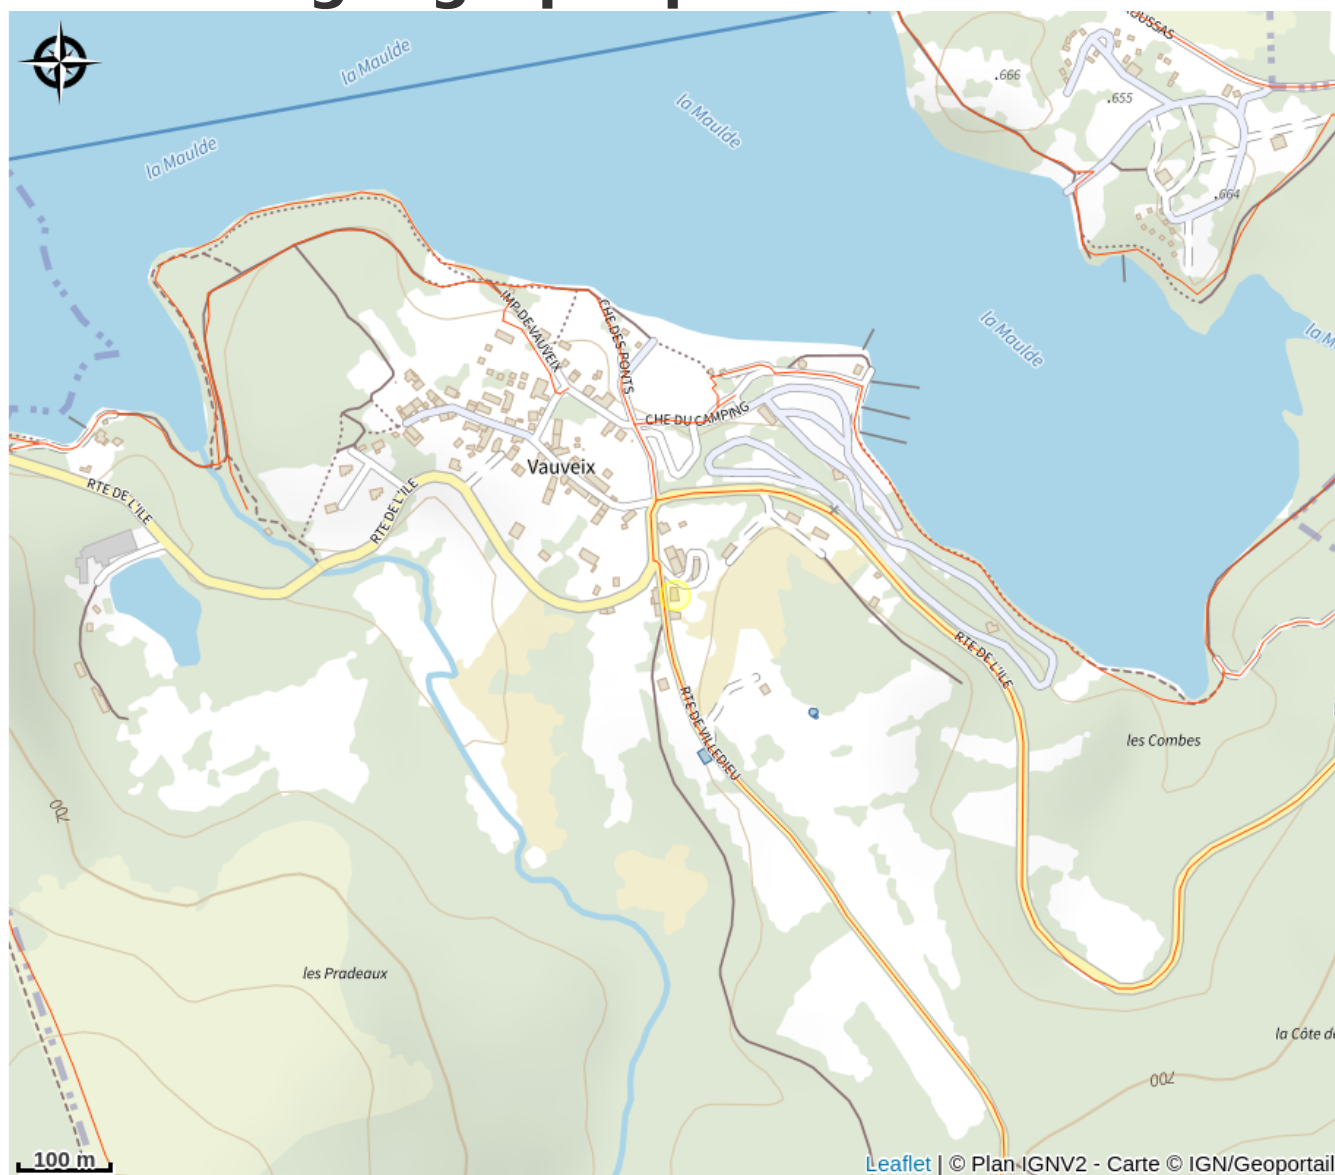 la Maulde
la Maulde
la Maulde
.666
.655
.664
IMP. DE VAUVEIX
CHE DES PONTS
la Maulde
CHE DU CAMPING
Vauveix
RTE DE L'ILE
RTE DE L'ILE
RTE DE L'ILE
RTE DE VILLEDIEU
les Combes
700
les Pradeaux
la Côte
700
100 m
Leaflet | © Plan IGNV2 - Carte © IGN/Geoportail